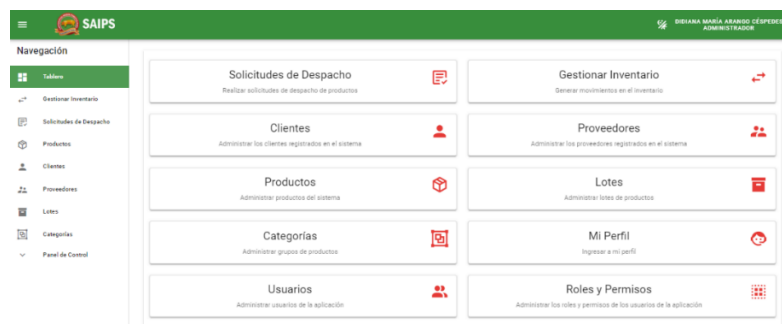 SAIPS
DIDIANA MARÍA ARANGO CÉSPEDES
ADMINISTRADOR
Navegación
Tablero
Gestionar Inventario
Solicitudes de Despacho
Productos
Clientes
Proveedores
Lotes
Categorías
Panel de Control
Solicitudes de Despacho
Realizar solicitudes de despacho de productos
Gestionar Inventario
Generar movimientos en el inventario
Clientes
Administrar los clientes registrados en el sistema
Proveedores
Administrar los proveedores registrados en el sistema
Productos
Administrar productos del sistema
Lotes
Administrar lotes de productos
Categorías
Administrar grupos de productos
Mi Perfil
Ingresar a mi perfil
Usuarios
Administrar usuarios de la aplicación
Roles y Permisos
Administrar los roles y permisos de los usuarios de la aplicación